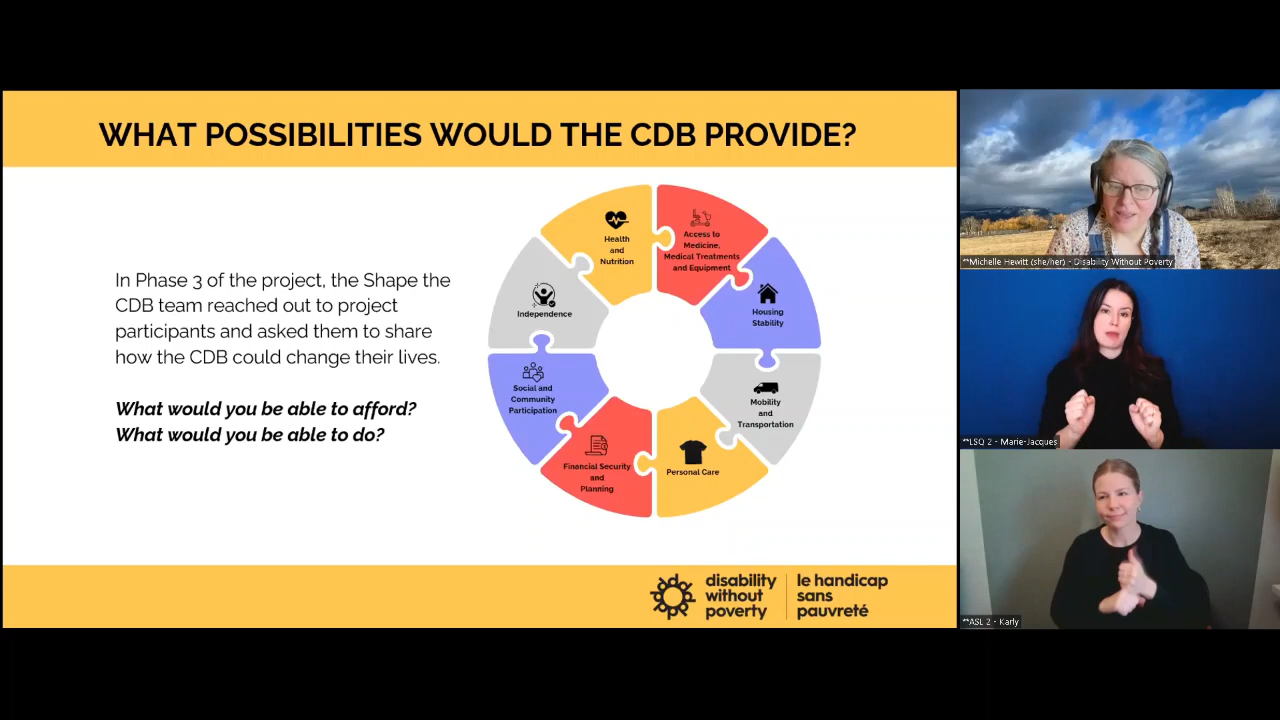 WHAT POSSIBILITIES WOULD THE CDB PROVIDE?
In Phase 3 of the project, the Shape the
CDB team reached out to project
participants and asked them to share
how the CDB could change their lives.
What would you be able to afford?
What would you be able to do?
Health
and
Nutrition
Access to
Medicine,
Medical Treatments
and Equipment
Housing
Stability
Mobility
and
Transportation
Personal Care
Financial Security
and
Planning
Social and
Community
Participation
Independence
disability
without
poverty
le handicap
sans
pauvreté
**Michelle Hewitt (she/her) - Disability Without Poverty
**LSQ 2 - Marie-Jacques
**ASL 2 - Karly